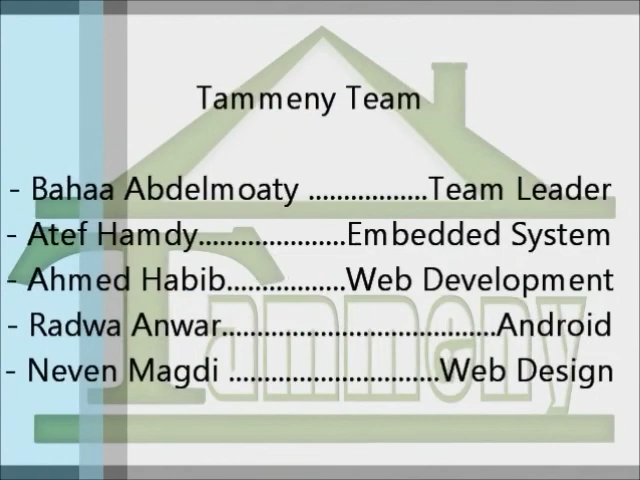 Tammeny Team
- Bahaa Abdelmoaty .................Team Leader
- Atef Hamdy.....................Embedded System
- Ahmed Habib.................Web Development
- Radwa Anwar.......................................Android
- Neven Magdi ..............................Web Design
Tammeny